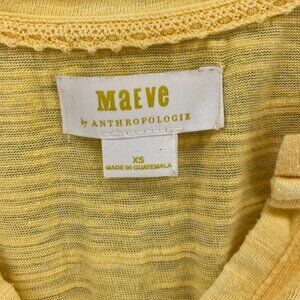 MaEVe
by ANTHROPOLOGIE
XS
MADE IN GUATEMALA